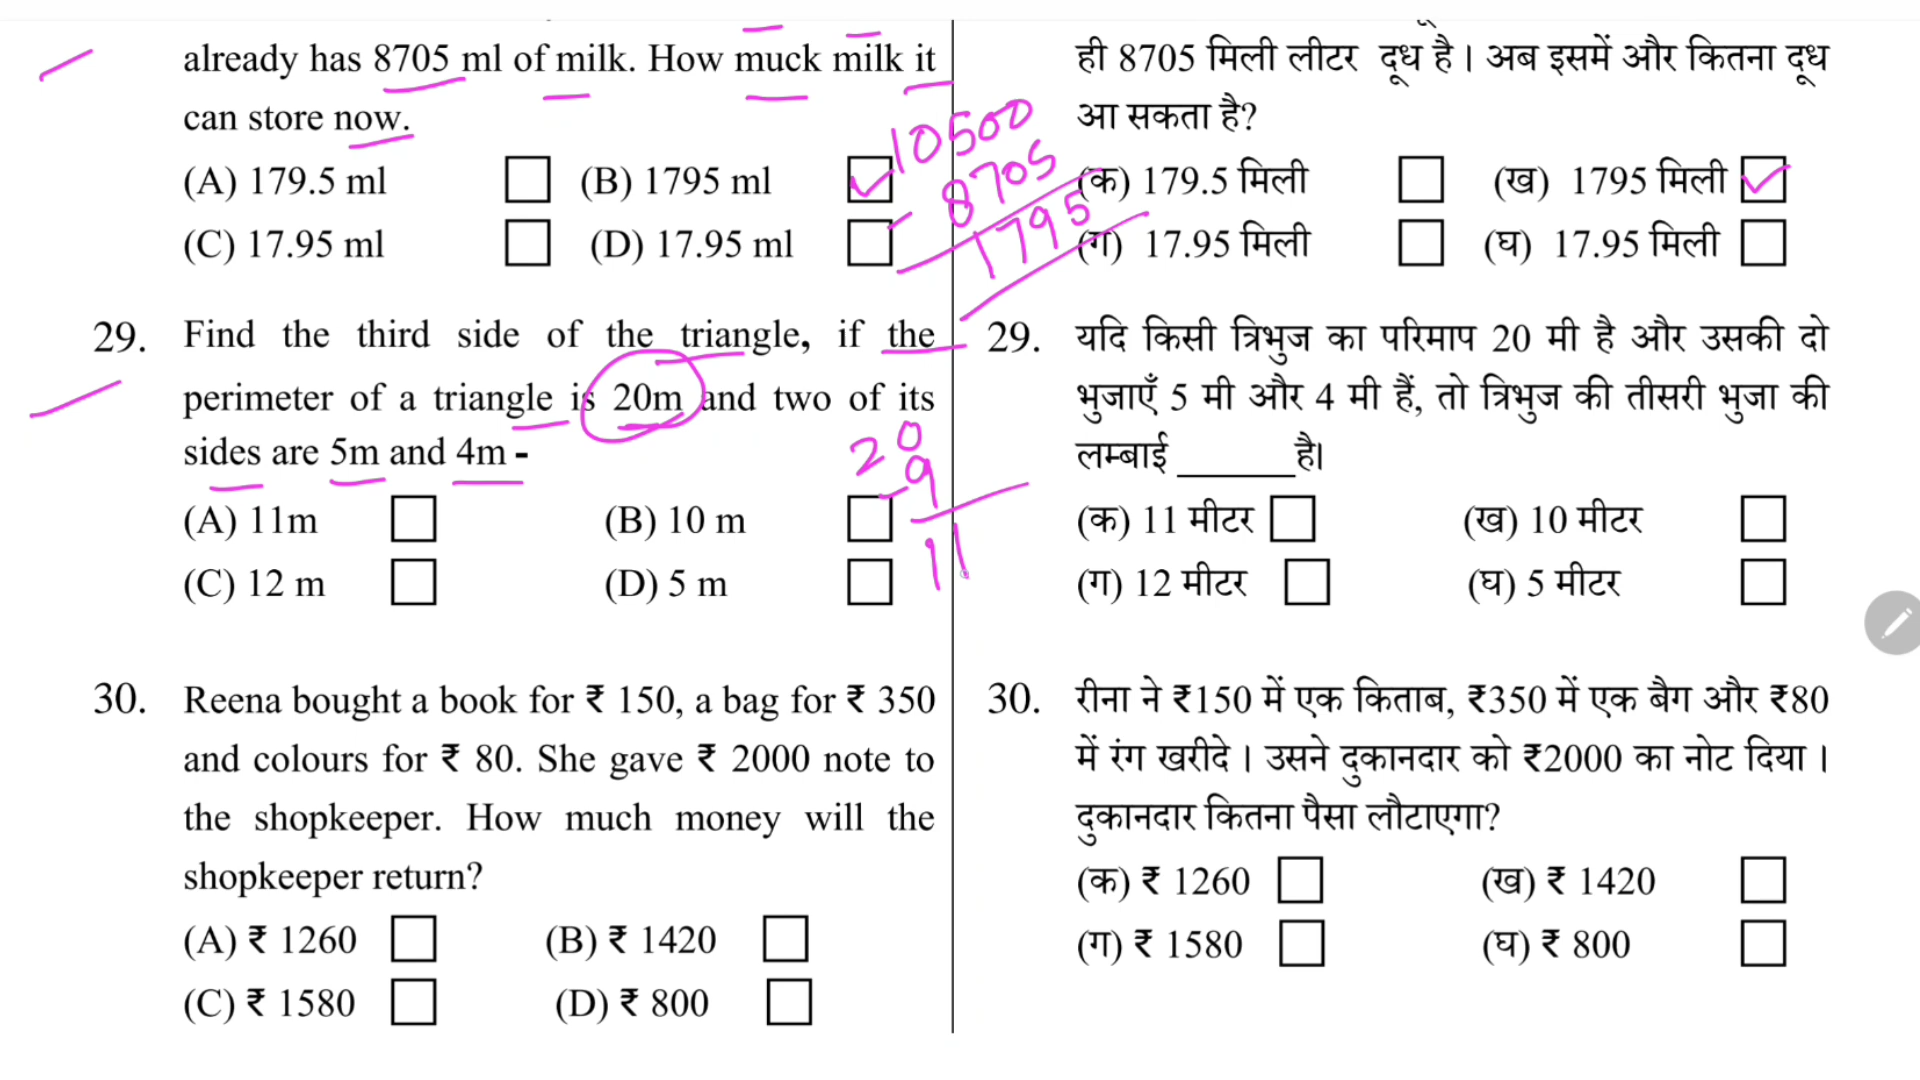 already has 8705 ml of milk. How muck milk it
can store now.
(A) 179.5 ml (B) 1795 ml
(C) 17.95 ml (D) 17.95 ml
10500
- 8705
1795
29. Find the third side of the triangle, if the
perimeter of a triangle is 20m and two of its
sides are 5m and 4m -
20
-9
11
(A) 11m (B) 10 m
(C) 12 m (D) 5 m
30. Reena bought a book for ₹ 150, a bag for ₹ 350
and colours for ₹ 80. She gave ₹ 2000 note to
the shopkeeper. How much money will the
shopkeeper return?
(A) ₹ 1260 (B) ₹ 1420
(C) ₹ 1580 (D) ₹ 800
ही 8705 मिली लीटर दूध है। अब इसमें और कितना दूध
आ सकता है?
(क) 179.5 मिली (ख) 1795 मिली
(ग) 17.95 मिली (घ) 17.95 मिली
29. यदि किसी त्रिभुज का परिमाप 20 मी है और उसकी दो
भुजाएँ 5 मी और 4 मी हैं, तो त्रिभुज की तीसरी भुजा की
लम्बाई ______है।
(क) 11 मीटर (ख) 10 मीटर
(ग) 12 मीटर (घ) 5 मीटर
30. रीना ने ₹150 में एक किताब, ₹350 में एक बैग और ₹80
में रंग खरीदे। उसने दुकानदार को ₹2000 का नोट दिया।
दुकानदार कितना पैसा लौटाएगा?
(क) ₹ 1260 (ख) ₹ 1420
(ग) ₹ 1580 (घ) ₹ 800